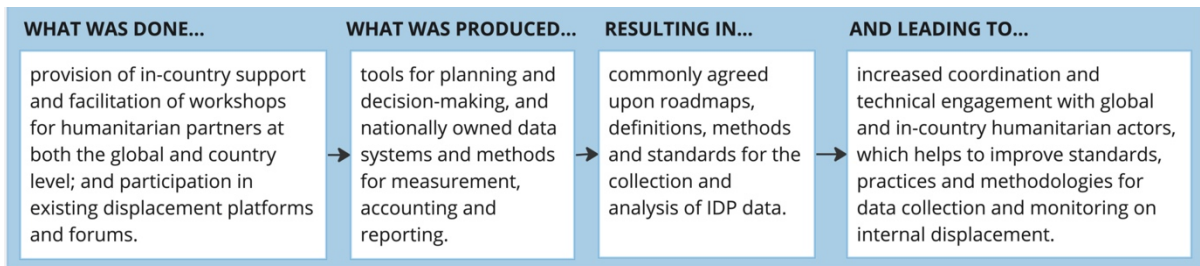 WHAT WAS DONE...
provision of in-country support
and facilitation of workshops
for humanitarian partners at
both the global and country
level; and participation in
existing displacement platforms
and forums.
WHAT WAS PRODUCED...
tools for planning and
decision-making, and
nationally owned data
systems and methods
for measurement,
accounting and
reporting.
RESULTING IN...
commonly agreed
upon roadmaps,
definitions, methods
and standards for the
collection and
analysis of IDP data.
AND LEADING TO...
increased coordination and
technical engagement with global
and in-country humanitarian actors,
which helps to improve standards,
practices and methodologies for
data collection and monitoring on
internal displacement.